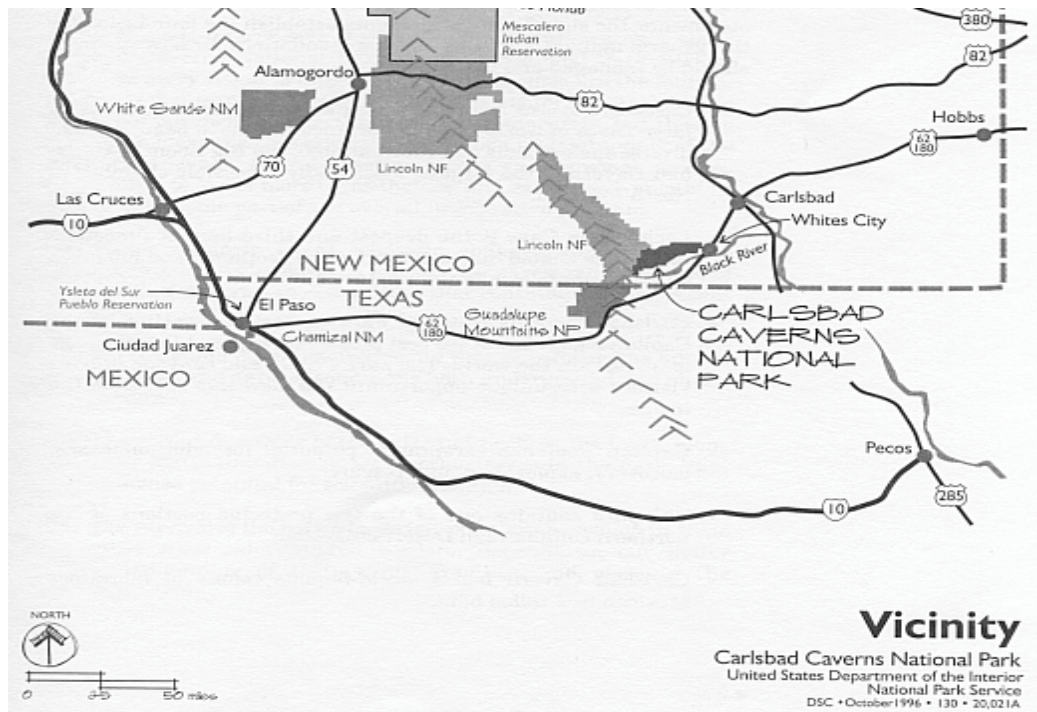 Mescalero
Indian
Reservation
380
82
Alamogordo
White Sands NM
82
Hobbs
62
180
Lincoln NF
70
54
Las Cruces
10
Carlsbad
Whites City
Lincoln NF
Black River
NEW MEXICO
TEXAS
Ysleta del Sur
Pueblo Reservation
El Paso
62
180
Guadalupe
Mountains NP
CARLSBAD
CAVERNS
NATIONAL
PARK
Chamizal NM
Ciudad Juarez
MEXICO
Pecos
285
10
NORTH
0 25 50 miles
Vicinity
Carlsbad Caverns National Park
United States Department of the Interior
National Park Service
DSC • October 1996 • 130 • 20,021A